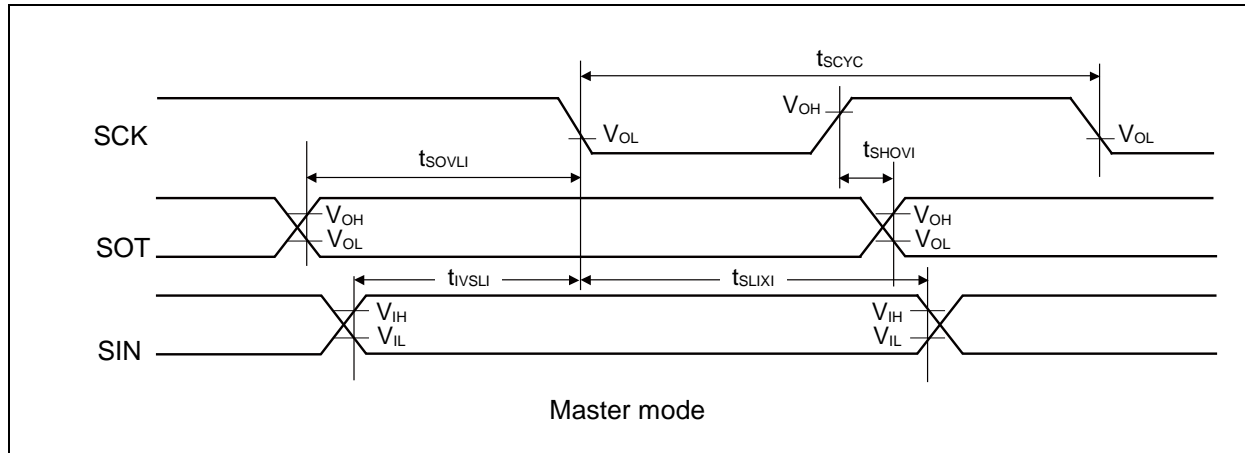 tSCYC
SCK
VOH
VOL
VOL
tSOVLI
tSHOVI
SOT
VOH
VOL
VOH
VOL
tIVSLI
tSLIXI
SIN
VIH
VIL
VIH
VIL
Master mode